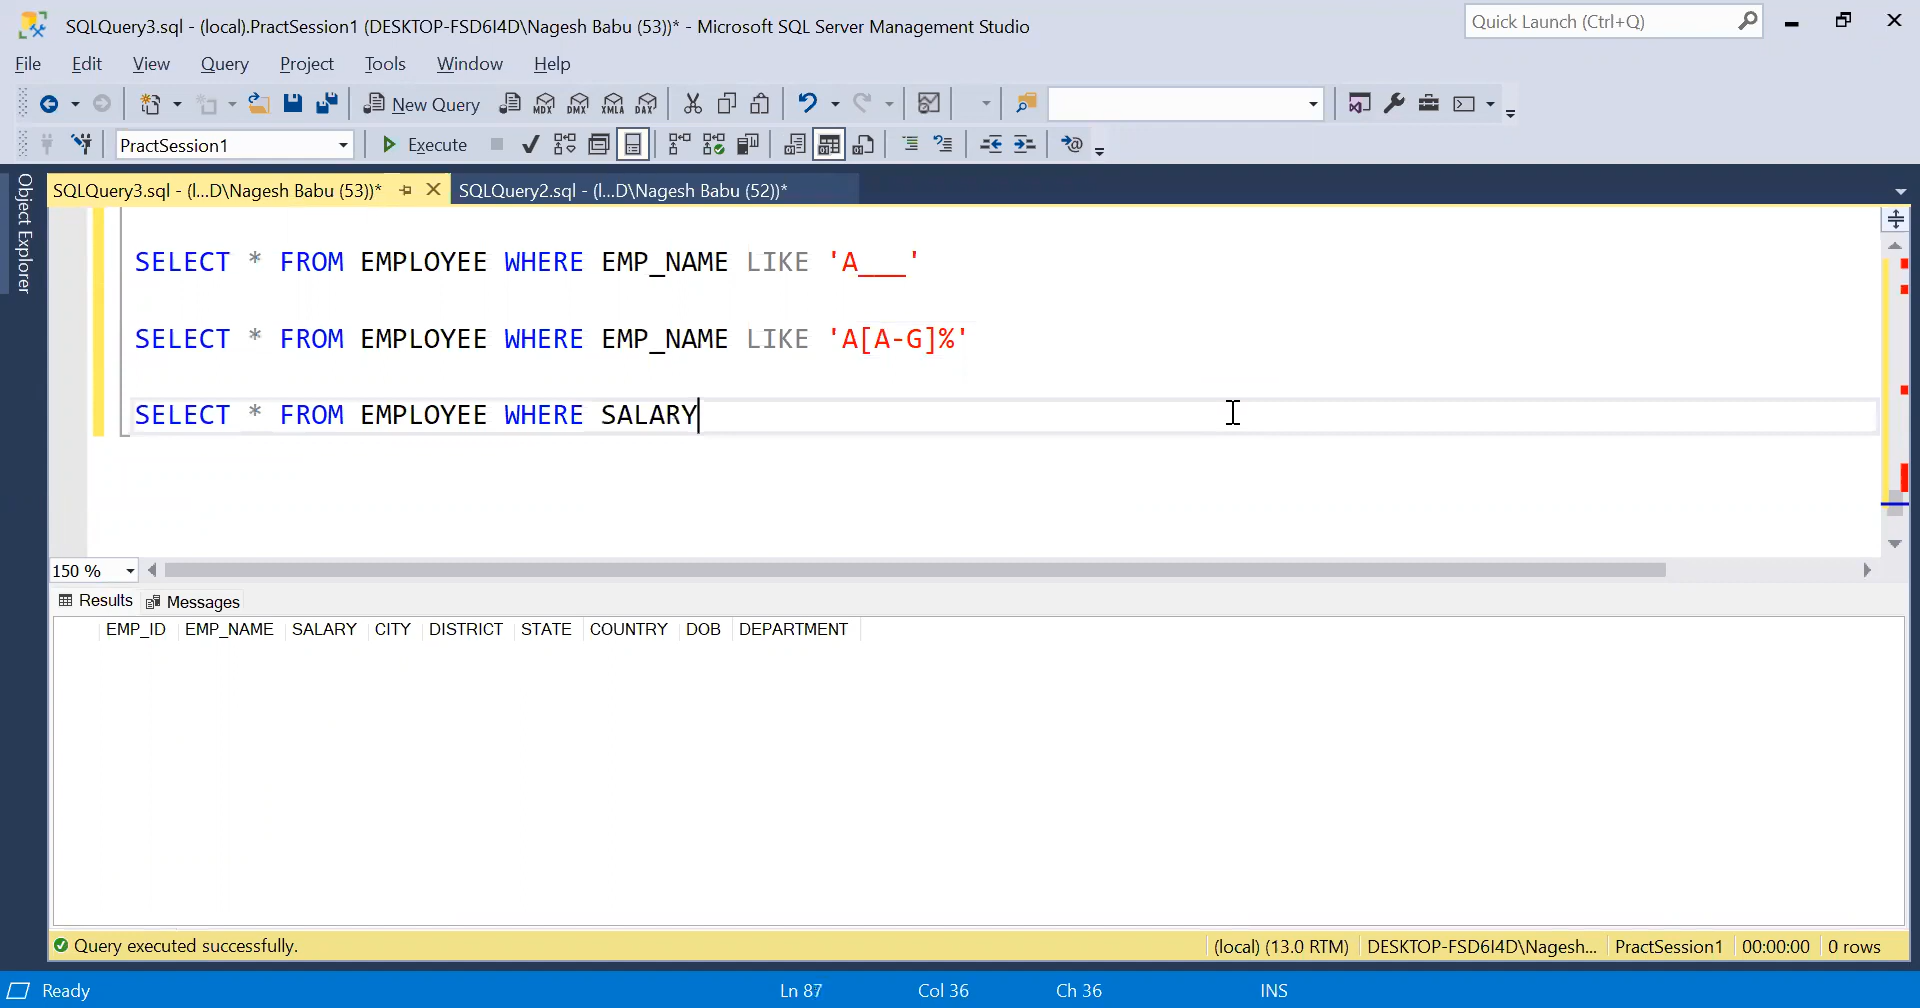 SQLQuery3.sql - (local).PractSession1 (DESKTOP-FSD6I4D\Nagesh Babu (53))* - Microsoft SQL Server Management Studio
Quick Launch (Ctrl+Q)
File Edit View Query Project Tools Window Help
New Query MDX DMX XMLA DAX
PractSession1 Execute
Object Explorer
SQLQuery3.sql - (l...D\Nagesh Babu (53))* SQLQuery2.sql - (l...D\Nagesh Babu (52))*
SELECT * FROM EMPLOYEE WHERE EMP_NAME LIKE 'A___'
SELECT * FROM EMPLOYEE WHERE EMP_NAME LIKE 'A[A-G]%'
SELECT * FROM EMPLOYEE WHERE SALARY
150 %
Results Messages
EMP_ID EMP_NAME SALARY CITY DISTRICT STATE COUNTRY DOB DEPARTMENT
Query executed successfully. (local) (13.0 RTM) DESKTOP-FSD6I4D\Nagesh... PractSession1 00:00:00 0 rows
Ready Ln 87 Col 36 Ch 36 INS